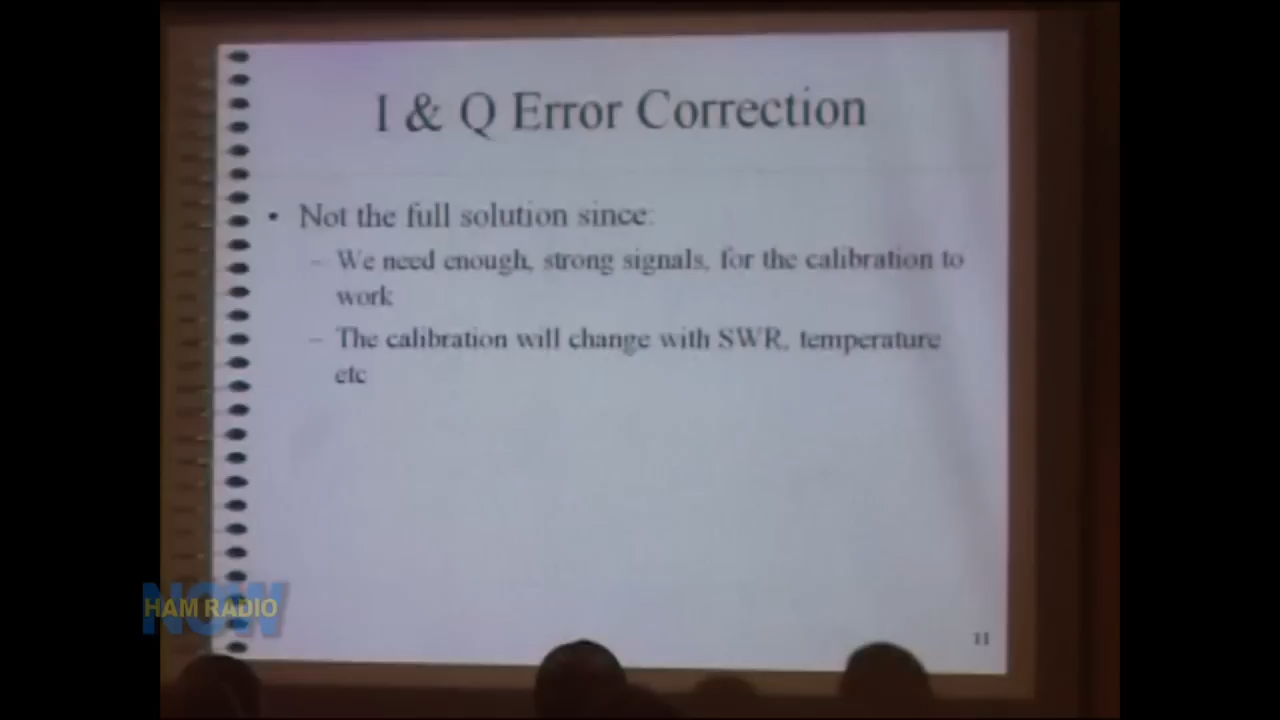 I & Q Error Correction
• Not the full solution since:
– We need enough, strong signals, for the calibration to
work
– The calibration will change with SWR, temperature
etc
NOW
HAM RADIO
11